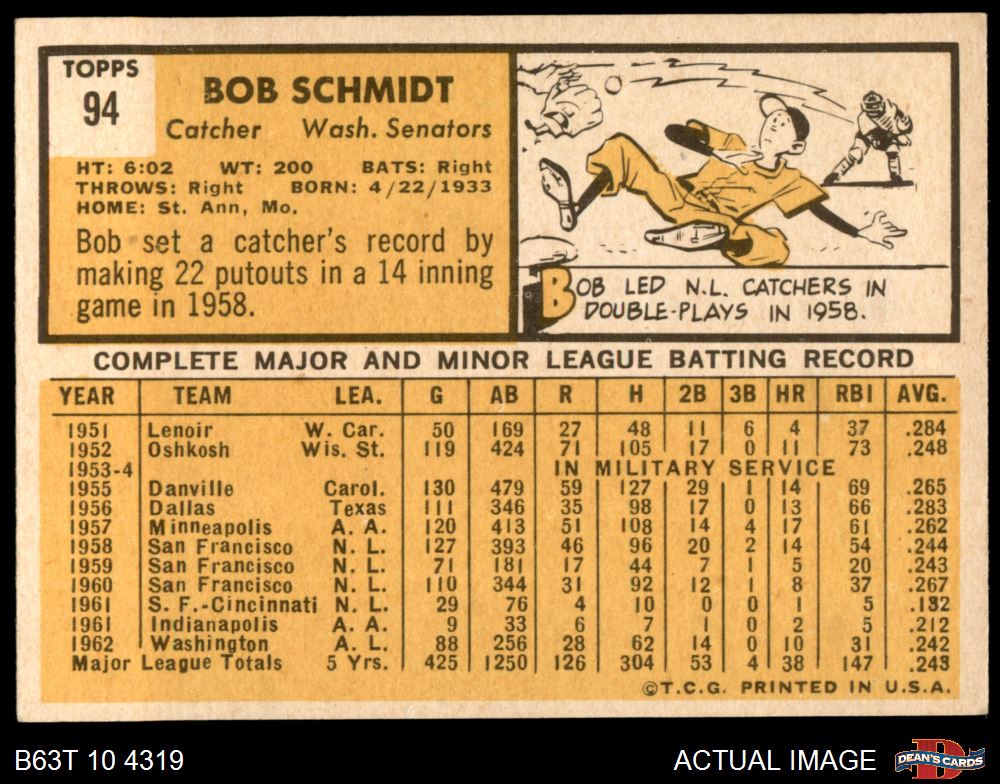 TOPPS
94
BOB SCHMIDT
Catcher Wash. Senators
HT: 6:02 WT: 200 BATS: Right
THROWS: Right BORN: 4/22/1933
HOME: St. Ann, Mo.
Bob set a catcher's record by
making 22 putouts in a 14 inning
game in 1958.
BOB LED N.L. CATCHERS IN
DOUBLE-PLAYS IN 1958.
COMPLETE MAJOR AND MINOR LEAGUE BATTING RECORD
YEAR TEAM LEA. G AB R H 2B 3B HR RBI AVG.
1951 Lenoir W. Car. 50 169 27 48 11 6 4 37 .284
1952 Oshkosh Wis. St. 119 424 71 105 17 0 11 73 .248
1953-4 IN MILITARY SERVICE
1955 Danville Carol. 130 479 59 127 29 1 14 69 .265
1956 Dallas Texas 111 346 35 98 17 0 13 66 .283
1957 Minneapolis A. A. 120 413 51 108 14 4 17 61 .262
1958 San Francisco N. L. 127 393 46 96 20 2 14 54 .244
1959 San Francisco N. L. 71 181 17 44 7 1 5 20 .243
1960 San Francisco N. L. 110 344 31 92 12 1 8 37 .267
1961 S. F.-Cincinnati N. L. 29 76 4 10 0 0 1 5 .132
1961 Indianapolis A. A. 9 33 6 7 1 0 2 5 .212
1962 Washington A. L. 88 256 28 62 14 0 10 31 .242
Major League Totals 5 Yrs. 425 1250 126 304 53 4 38 147 .243
©T.C.G. PRINTED IN U.S.A.
B63T 10 4319
ACTUAL IMAGE
D
DEAN'S CARDS